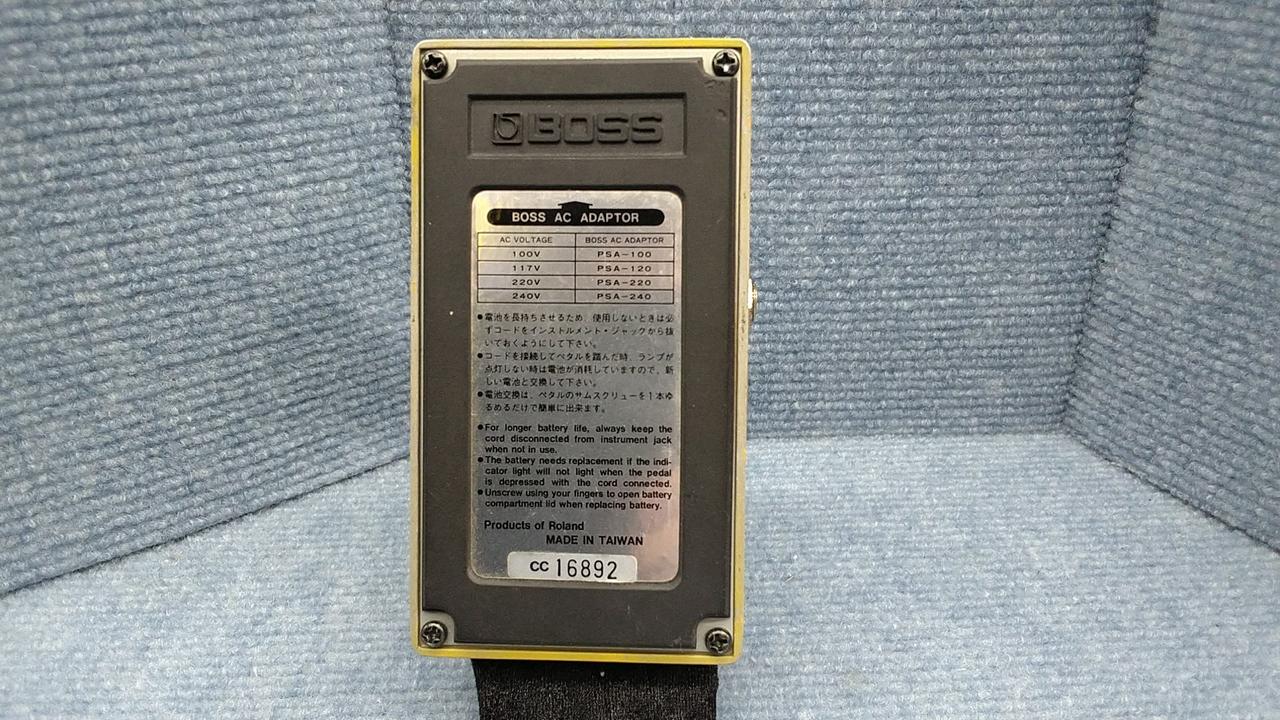 BOSS
BOSS AC ADAPTOR
AC VOLTAGE BOSS AC ADAPTOR
100V PSA-100
117V PSA-120
220V PSA-220
240V PSA-240
●電池を長持ちさせるため、使用しないときは必
ずコードをインストルメント・ジャックから抜
いておくようにして下さい。
●コードを接続してペタルを踏んだ時、ランプが
点灯しない時は電池が消耗していますので、新
しい電池と交換して下さい。
●電池交換は、ペタルのサムスクリューを1本ゆ
るめるだけで簡単に出来ます。
●For longer battery life, always keep the
cord disconnected from instrument jack
when not in use.
●The battery needs replacement if the indi-
cator light will not light when the pedal
is depressed with the cord connected.
●Unscrew using your fingers to open battery
compartment lid when replacing battery.
Products of Roland
MADE IN TAIWAN
CC 16892